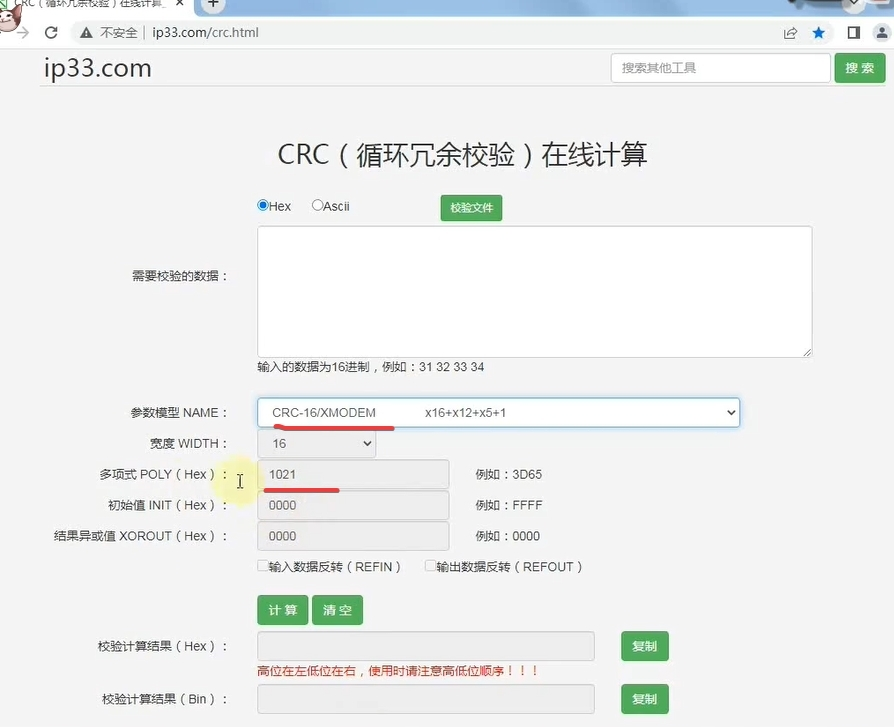 CRC（循环冗余校验）在线计算_
不安全 | ip33.com/crc.html
ip33.com
搜索其他工具
搜 索
CRC（循环冗余校验）在线计算
Hex Ascii 校验文件
需要校验的数据：
输入的数据为16进制，例如：31 32 33 34
参数模型 NAME： CRC-16/XMODEM x16+x12+x5+1
宽度 WIDTH： 16
多项式 POLY（Hex）： 1021 例如：3D65
初始值 INIT（Hex）： 0000 例如：FFFF
结果异或值 XOROUT（Hex）： 0000 例如：0000
输入数据反转（REFIN） 输出数据反转（REFOUT）
计 算 清 空
校验计算结果（Hex）： 复制
高位在左低位在右，使用时请注意高低位顺序！！！
校验计算结果（Bin）： 复制